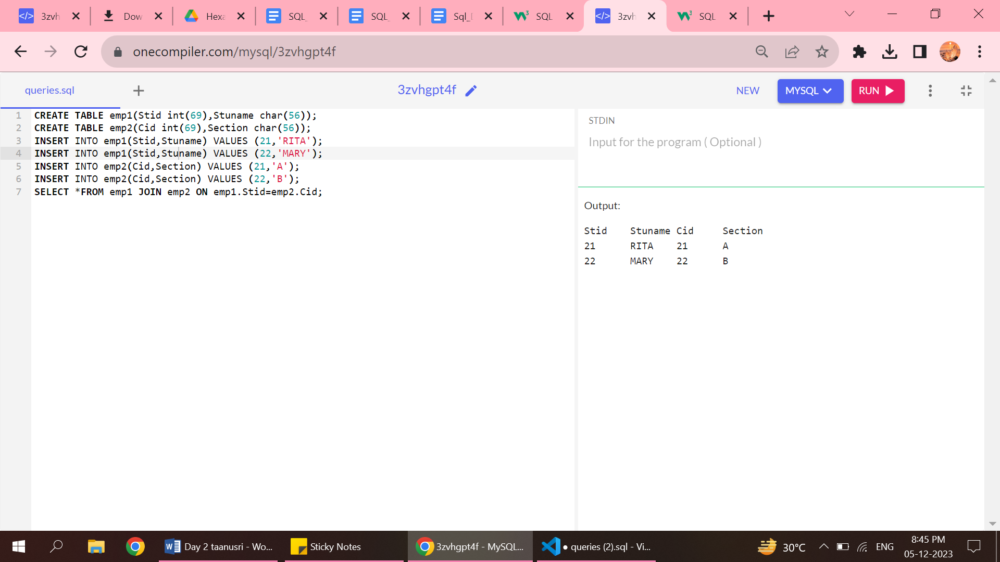 3zvh
Dow
Hexa
SQL_
SQL_
Sql_D
SQL
3zvh
SQL
onecompiler.com/mysql/3zvhgpt4f
queries.sql
3zvhgpt4f
NEW
MYSQL
RUN
1 CREATE TABLE emp1(Stid int(69),Stuname char(56));
2 CREATE TABLE emp2(Cid int(69),Section char(56));
3 INSERT INTO emp1(Stid,Stuname) VALUES (21,'RITA');
4 INSERT INTO emp1(Stid,Stuname) VALUES (22,'MARY');
5 INSERT INTO emp2(Cid,Section) VALUES (21,'A');
6 INSERT INTO emp2(Cid,Section) VALUES (22,'B');
7 SELECT *FROM emp1 JOIN emp2 ON emp1.Stid=emp2.Cid;
STDIN
Input for the program ( Optional )
Output:
Stid Stuname Cid Section
21 RITA 21 A
22 MARY 22 B
Day 2 taanusri - Wo...
Sticky Notes
3zvhgpt4f - MySQL...
● queries (2).sql - Vi...
30°C
ENG
8:45 PM
05-12-2023